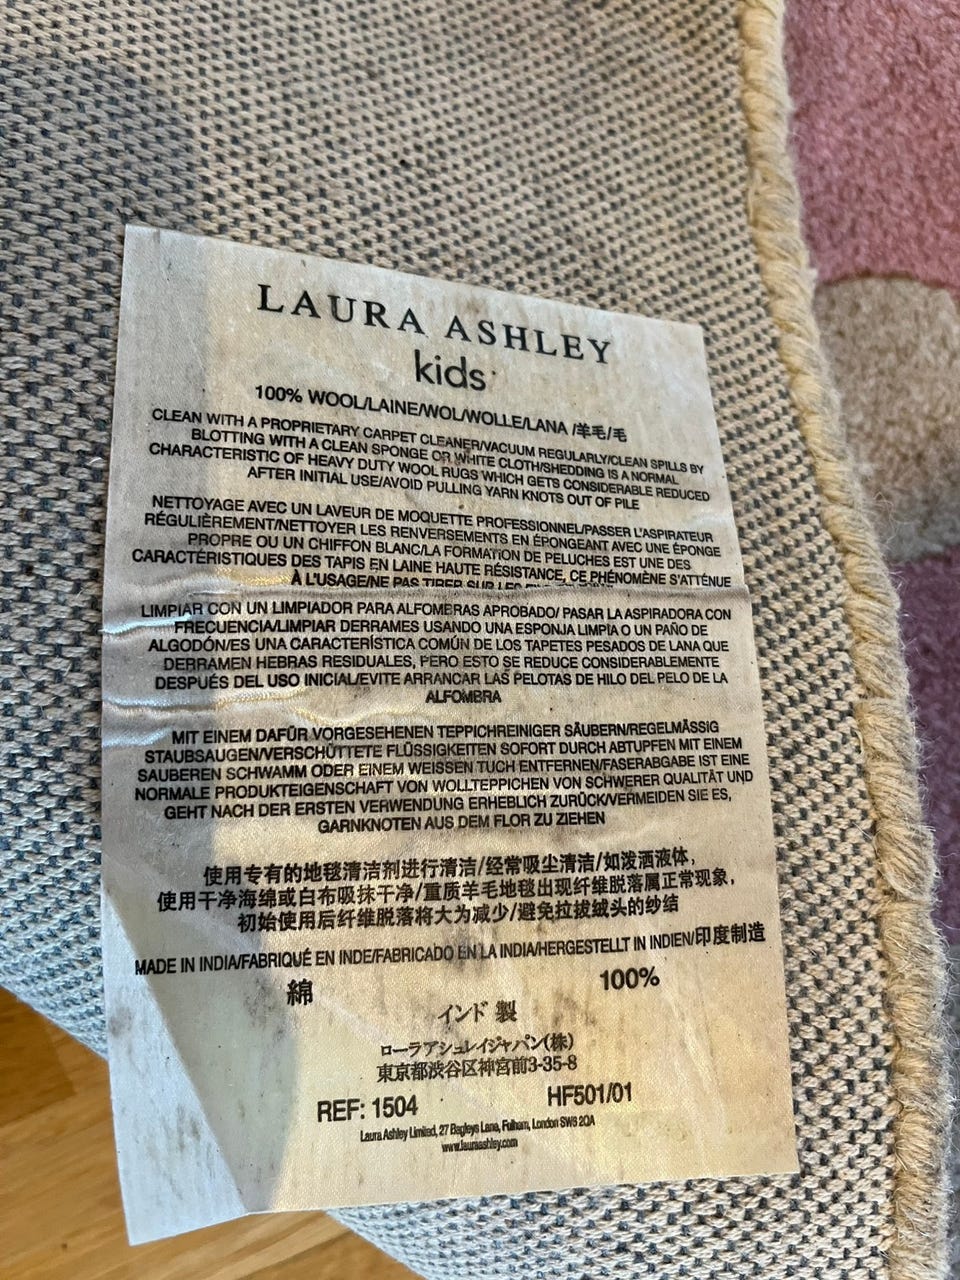 LAURA ASHLEY
kids
100% WOOL/LAINE/WOL/WOLLE/LANA /羊毛/毛
CLEAN WITH A PROPRIETARY CARPET CLEANER/VACUUM REGULARLY/CLEAN SPILLS BY
BLOTTING WITH A CLEAN SPONGE OR WHITE CLOTH/SHEDDING IS A NORMAL
CHARACTERISTIC OF HEAVY DUTY WOOL RUGS WHICH GETS CONSIDERABLE REDUCED
AFTER INITIAL USE/AVOID PULLING YARN KNOTS OUT OF PILE
NETTOYAGE AVEC UN LAVEUR DE MOQUETTE PROFESSIONNEL/PASSER L'ASPIRATEUR
RÉGULIÈREMENT/NETTOYER LES RENVERSEMENTS EN ÉPONGEANT AVEC UNE ÉPONGE
PROPRE OU UN CHIFFON BLANC/LA FORMATION DE PELUCHES EST UNE DES
CARACTÉRISTIQUES DES TAPIS EN LAINE HAUTE RÉSISTANCE, CE PHÉNOMÈNE S'ATTÉNUE
À L'USAGE/NE PAS TIRER SUR LES
LIMPIAR CON UN LIMPIADOR PARA ALFOMBRAS APROBADO/ PASAR LA ASPIRADORA CON
FRECUENCIA/LIMPIAR DERRAMES USANDO UNA ESPONJA LIMPIA O UN PAÑO DE
ALGODÓN/ES UNA CARACTERÍSTICA COMÚN DE LOS TAPETES PESADOS DE LANA QUE
DERRAMEN HEBRAS RESIDUALES, PERO ESTO SE REDUCE CONSIDERABLEMENTE
DESPUÉS DEL USO INICIAL/EVITE ARRANCAR LAS PELOTAS DE HILO DEL PELO DE LA
ALFOMBRA
MIT EINEM DAFÜR VORGESEHENEN TEPPICHREINIGER SÄUBERN/REGELMÄSSIG
STAUBSAUGEN/VERSCHÜTTETE FLÜSSIGKEITEN SOFORT DURCH ABTUPFEN MIT EINEM
SAUBEREN SCHWAMM ODER EINEM WEISSEN TUCH ENTFERNEN/FASERABGABE IST EINE
NORMALE PRODUKTEIGENSCHAFT VON WOLLTEPPICHEN VON SCHWERER QUALITÄT UND
GEHT NACH DER ERSTEN VERWENDUNG ERHEBLICH ZURÜCK/VERMEIDEN SIE ES,
GARNKNOTEN AUS DEM FLOR ZU ZIEHEN
使用专有的地毯清洁剂进行清洁/经常吸尘清洁/如泼洒液体，
使用干净海绵或白布吸抹干净/重质羊毛地毯出现纤维脱落属正常现象，
初始使用后纤维脱落将大为减少/避免拉拔绒头的纱结
MADE IN INDIA/FABRIQUÉ EN INDE/FABRICADO EN LA INDIA/HERGESTELLT IN INDIEN/印度制造
綿 100%
インド 製
ローラアシュレイジャパン(株)
東京都渋谷区神宮前3-35-8
REF: 1504 HF501/01
Laura Ashley Limited, 27 Bagleys Lane, Fulham, London SW6 2QA
www.lauraashley.com